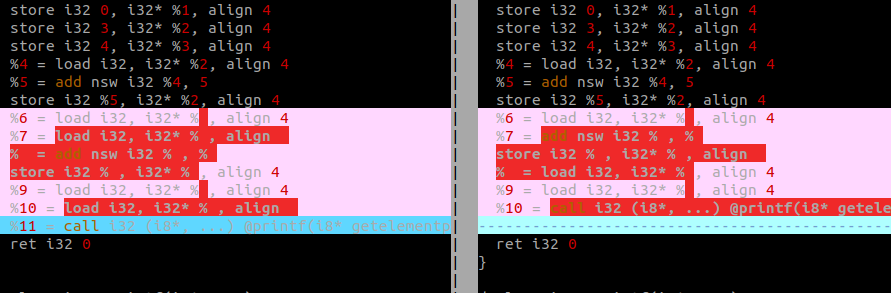 store i32 0, i32* %1, align 4
store i32 3, i32* %2, align 4
store i32 4, i32* %3, align 4
%4 = load i32, i32* %2, align 4
%5 = add nsw i32 %4, 5
store i32 %5, i32* %2, align 4
%6 = load i32, i32* % , align 4
%7 = load i32, i32* % , align
%  = add nsw i32 % , %
store i32 % , i32* % , align 4
%9 = load i32, i32* % , align 4
%10 = load i32, i32* % , align
%11 = call i32 (i8*, ...) @printf(i8* getelementp
ret i32 0
store i32 0, i32* %1, align 4
store i32 3, i32* %2, align 4
store i32 4, i32* %3, align 4
%4 = load i32, i32* %2, align 4
%5 = add nsw i32 %4, 5
store i32 %5, i32* %2, align 4
%6 = load i32, i32* % , align 4
%7 = add nsw i32 % , %
store i32 % , i32* % , align
%  = load i32, i32* % , align 4
%9 = load i32, i32* % , align 4
%10 = call i32 (i8*, ...) @printf(i8* getele
ret i32 0
}